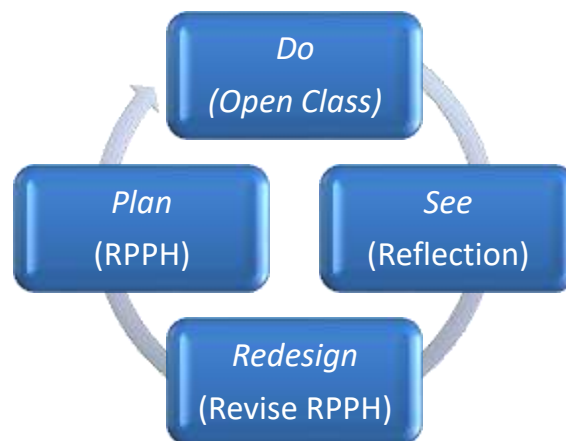 Do
(Open Class)
Plan
(RPPH)
See
(Reflection)
Redesign
(Revise RPPH)